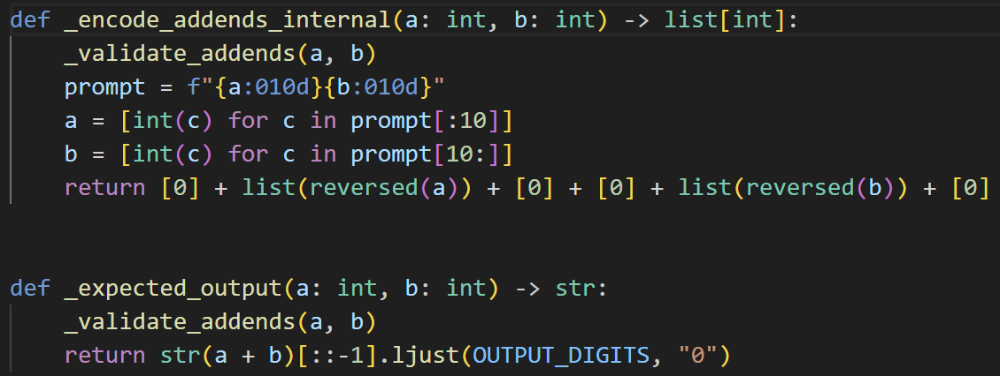 def _encode_addends_internal(a: int, b: int) -> list[int]:
    _validate_addends(a, b)
    prompt = f"{a:010d}{b:010d}"
    a = [int(c) for c in prompt[:10]]
    b = [int(c) for c in prompt[10:]]
    return [0] + list(reversed(a)) + [0] + [0] + list(reversed(b)) + [0]
def _expected_output(a: int, b: int) -> str:
    _validate_addends(a, b)
    return str(a + b)[::-1].ljust(OUTPUT_DIGITS, "0")